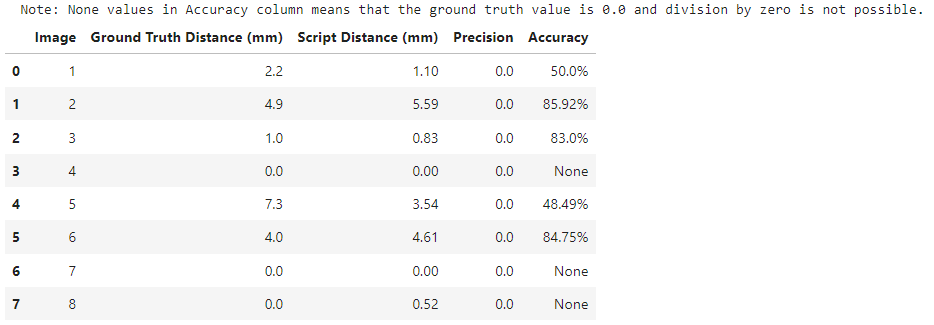 Note: None values in Accuracy column means that the ground truth value is 0.0 and division by zero is not possible.
Image Ground Truth Distance (mm) Script Distance (mm) Precision Accuracy
0 1 2.2 1.10 0.0 50.0%
1 2 4.9 5.59 0.0 85.92%
2 3 1.0 0.83 0.0 83.0%
3 4 0.0 0.00 0.0 None
4 5 7.3 3.54 0.0 48.49%
5 6 4.0 4.61 0.0 84.75%
6 7 0.0 0.00 0.0 None
7 8 0.0 0.52 0.0 None